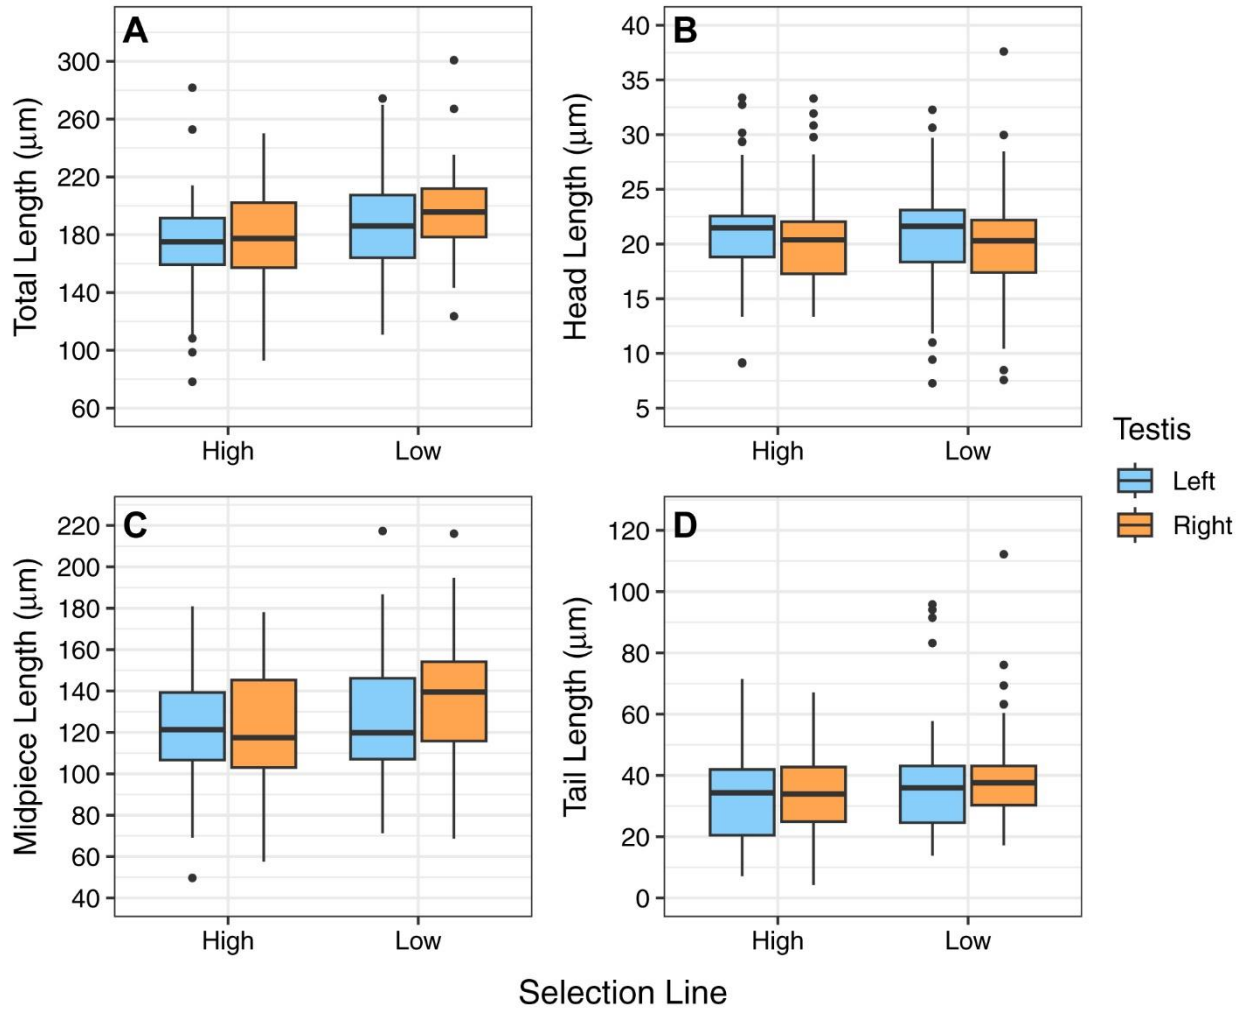 A
Total Length (μm)
300
260
220
180
140
100
60
High
Low
B
Head Length (μm)
40
35
30
25
20
15
10
5
High
Low
C
Midpiece Length (μm)
220
200
180
160
140
120
100
80
60
40
High
Low
D
Tail Length (μm)
120
100
80
60
40
20
0
High
Low
Testis
Left
Right
Selection Line